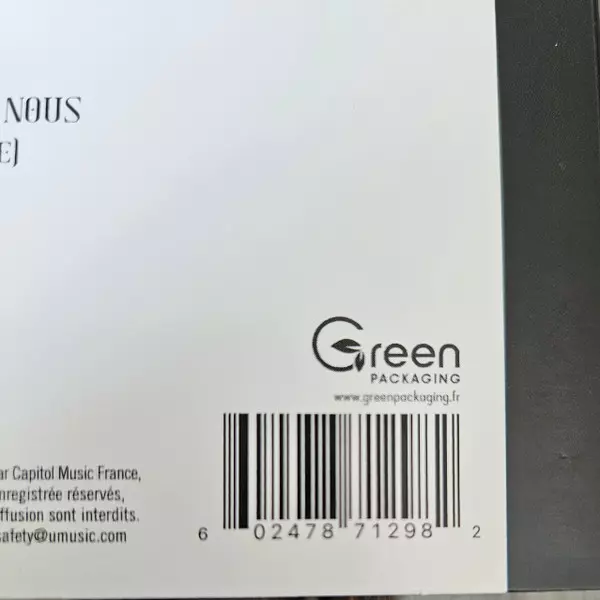 NOUS
E)
Green
PACKAGING
www.greenpackaging.fr
ar Capitol Music France,
nregistrée réservés,
ffusion sont interdits.
safety@umusic.com
6 02478 71298 2